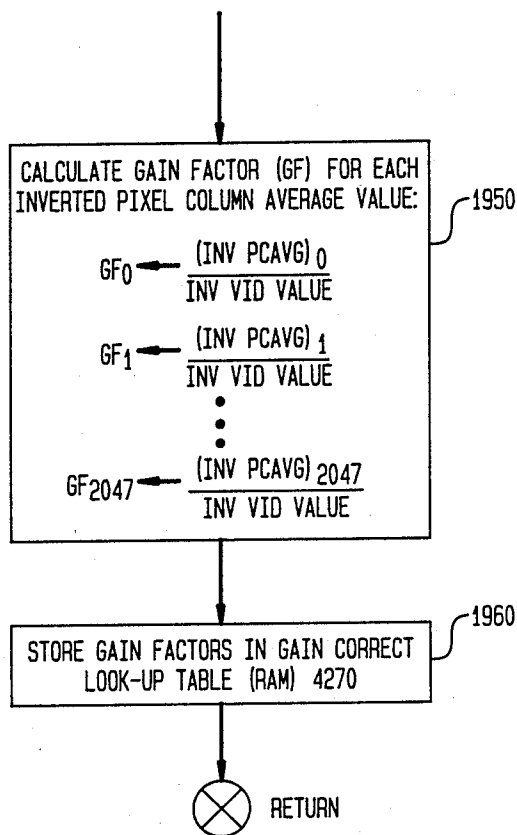 CALCULATE GAIN FACTOR (GF) FOR EACH
INVERTED PIXEL COLUMN AVERAGE VALUE:
1950
GF0 (INV PCAVG)0
INV VID VALUE
GF1 (INV PCAVG)1
INV VID VALUE
GF2047 (INV PCAVG)2047
INV VID VALUE
1960
STORE GAIN FACTORS IN GAIN CORRECT
LOOK-UP TABLE (RAM) 4270
RETURN